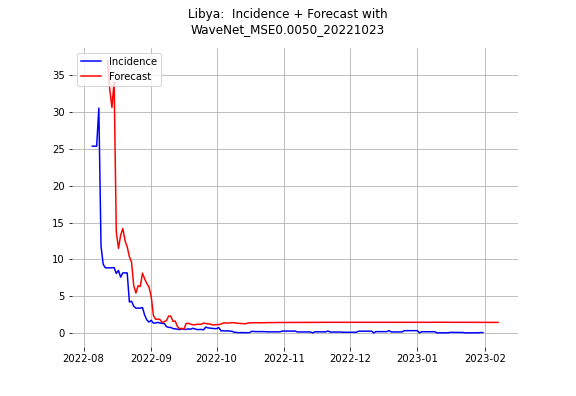 Libya:  Incidence + Forecast with
WaveNet_MSE0.0050_20221023
Incidence
Forecast
35
30
25
20
15
10
5
0
2022-08 2022-09 2022-10 2022-11 2022-12 2023-01 2023-02